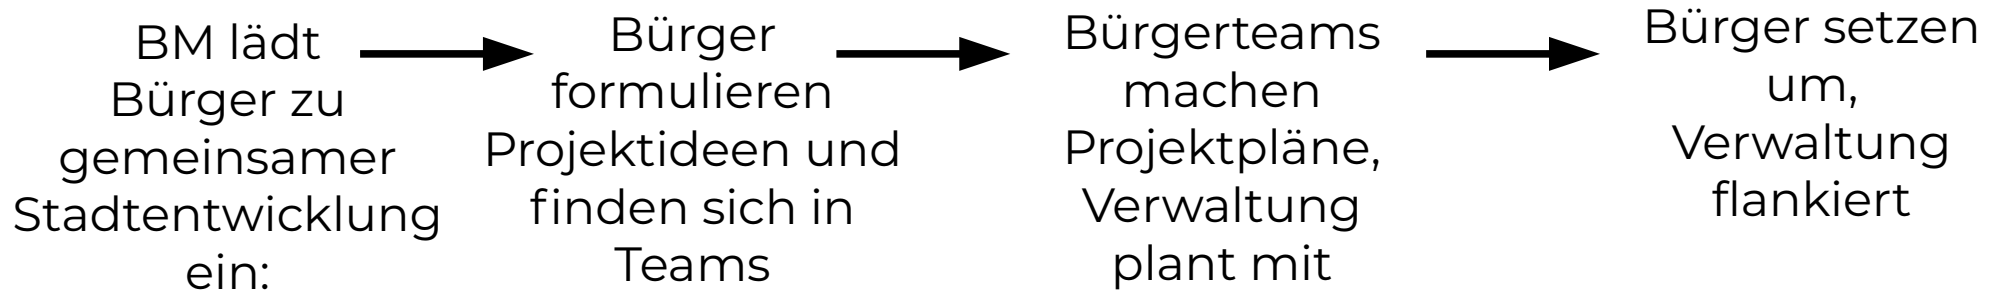 BM lädt
Bürger zu
gemeinsamer
Stadtentwicklung
ein:
Bürger
formulieren
Projektideen und
finden sich in
Teams
Bürgerteams
machen
Projektpläne,
Verwaltung
plant mit
Bürger setzen
um,
Verwaltung
flankiert